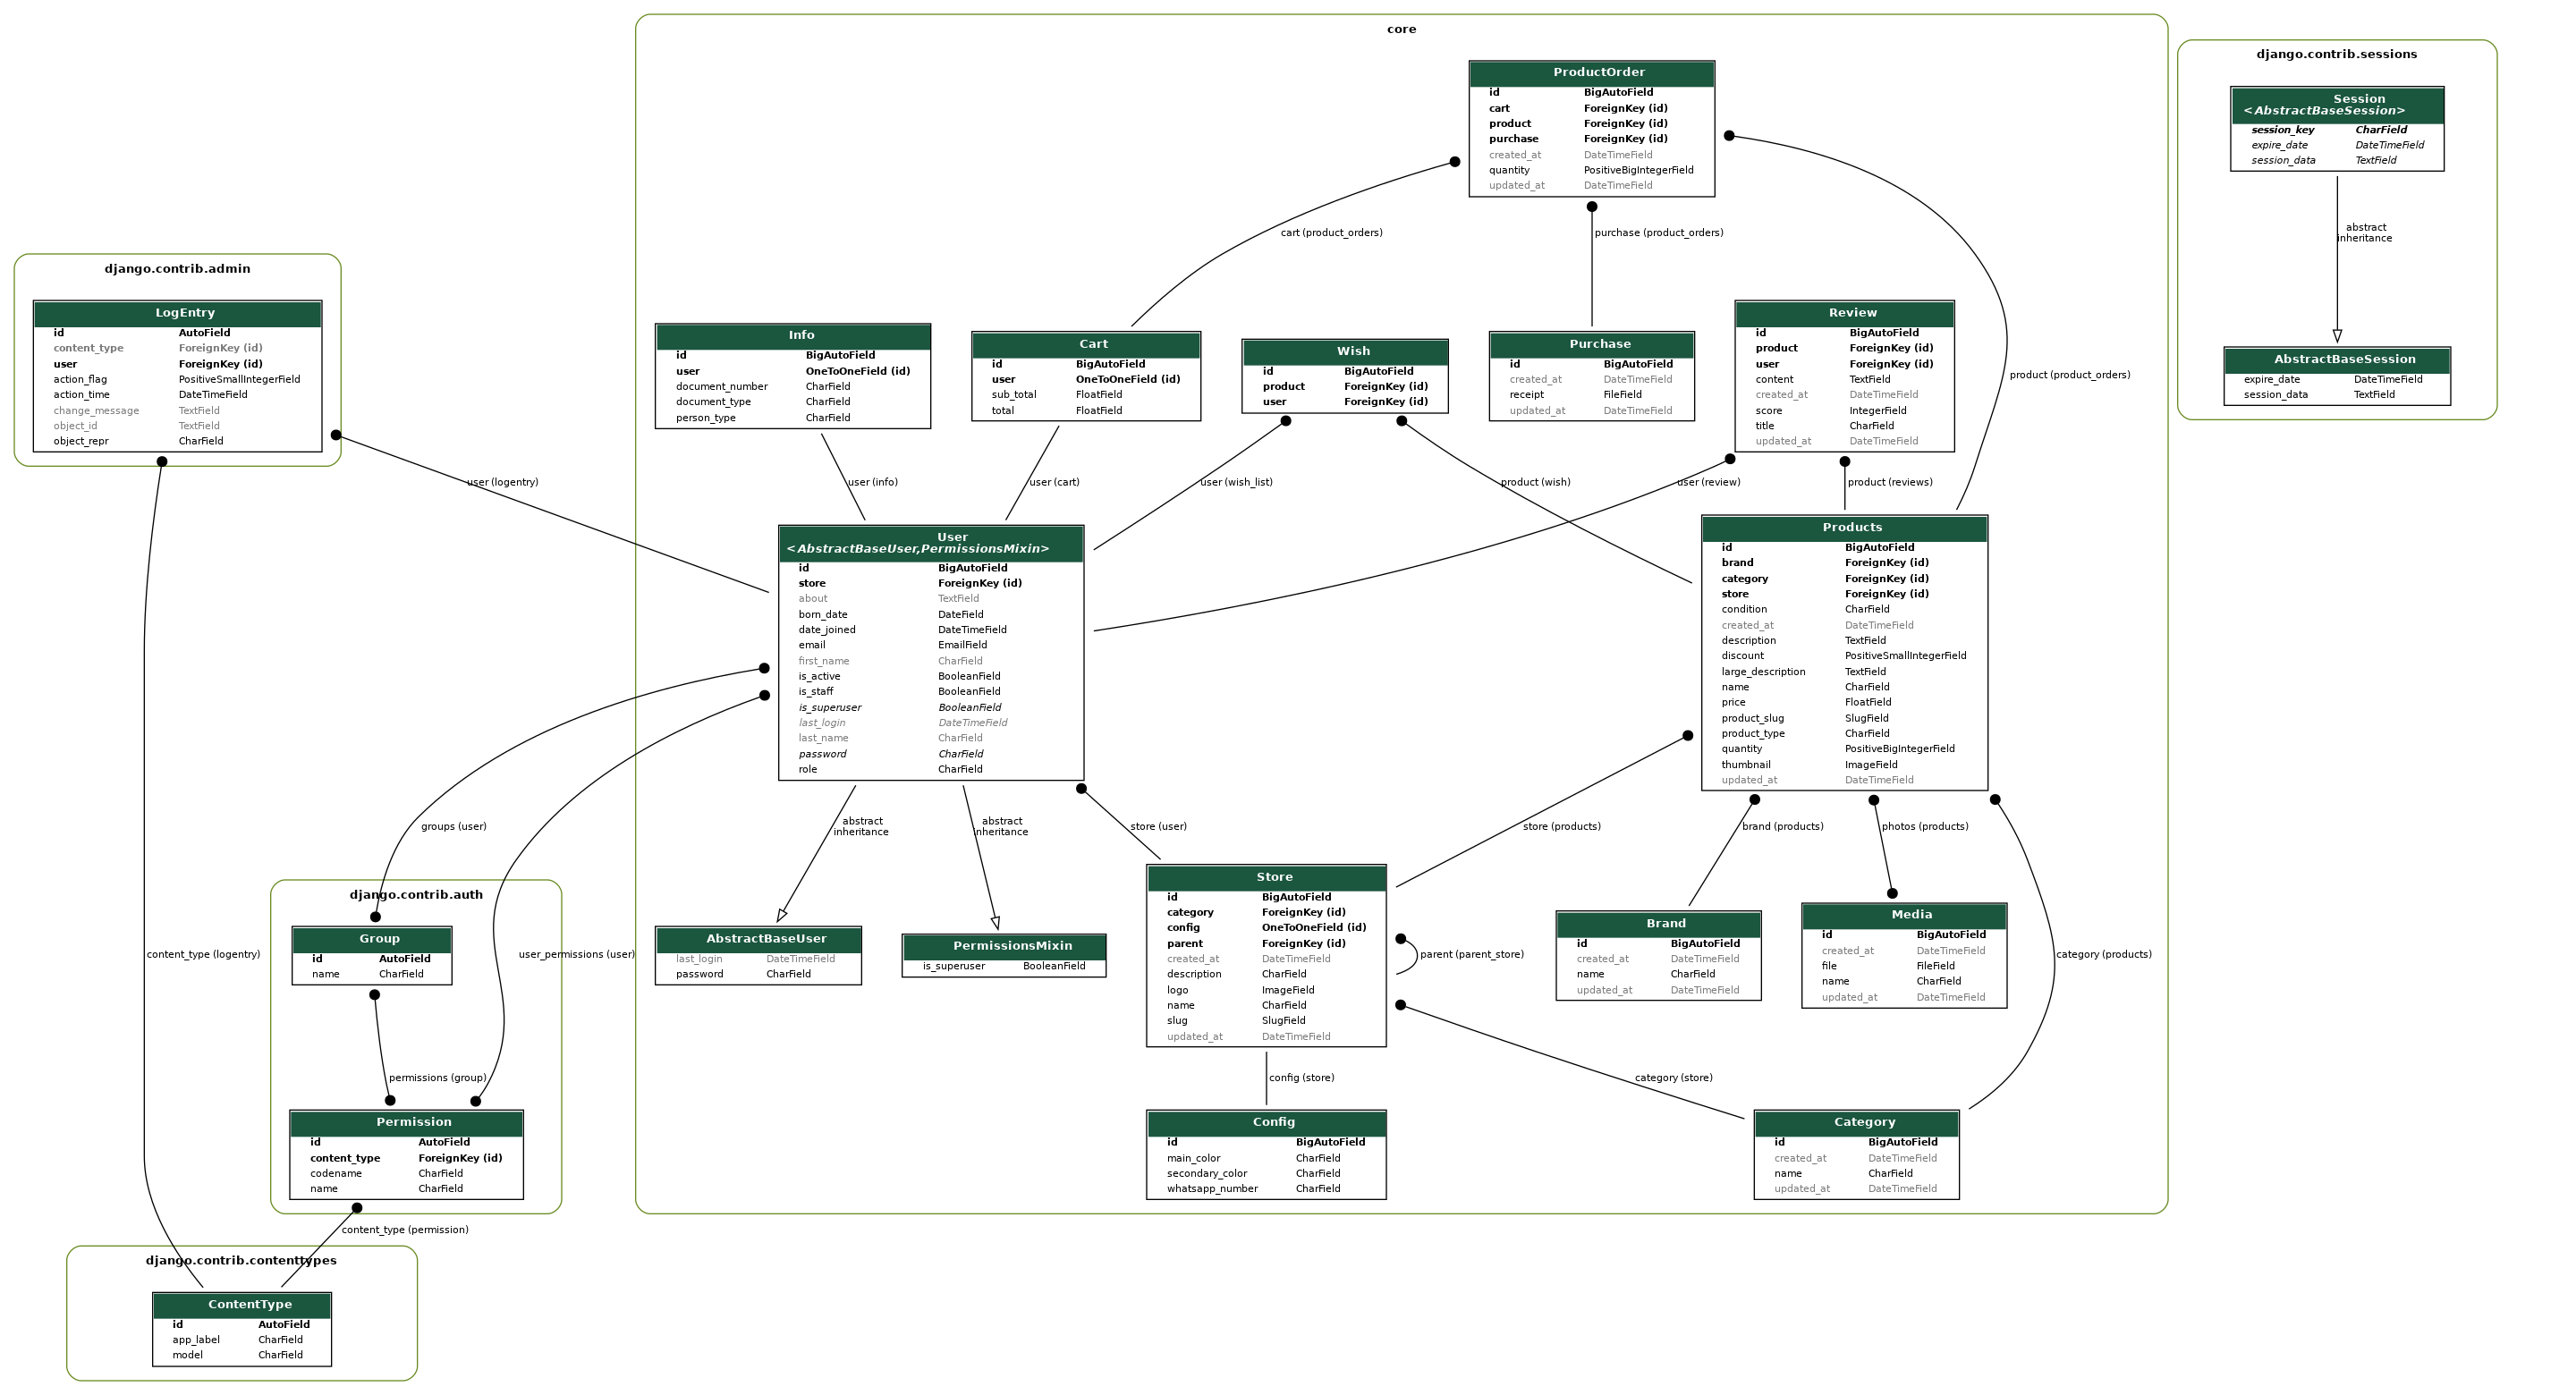 core
ProductOrder
id BigAutoField
cart ForeignKey (id)
product ForeignKey (id)
purchase ForeignKey (id)
created_at DateTimeField
quantity PositiveBigIntegerField
updated_at DateTimeField
django.contrib.sessions
Session
<AbstractBaseSession>
session_key CharField
expire_date DateTimeField
session_data TextField
abstract
inheritance
AbstractBaseSession
expire_date DateTimeField
session_data TextField
cart (product_orders)
purchase (product_orders)
product (product_orders)
django.contrib.admin
LogEntry
id AutoField
content_type ForeignKey (id)
user ForeignKey (id)
action_flag PositiveSmallIntegerField
action_time DateTimeField
change_message TextField
object_id TextField
object_repr CharField
Info
id BigAutoField
user OneToOneField (id)
document_number CharField
document_type CharField
person_type CharField
Cart
id BigAutoField
user OneToOneField (id)
sub_total FloatField
total FloatField
Wish
id BigAutoField
product ForeignKey (id)
user ForeignKey (id)
Purchase
id BigAutoField
created_at DateTimeField
receipt FileField
updated_at DateTimeField
Review
id BigAutoField
product ForeignKey (id)
user ForeignKey (id)
content TextField
created_at DateTimeField
score IntegerField
title CharField
updated_at DateTimeField
user (logentry)
user (info)
user (cart)
user (wish_list)
product (wish)
user (review)
product (reviews)
User
<AbstractBaseUser,PermissionsMixin>
id BigAutoField
store ForeignKey (id)
about TextField
born_date DateField
date_joined DateTimeField
email EmailField
first_name CharField
is_active BooleanField
is_staff BooleanField
is_superuser BooleanField
last_login DateTimeField
last_name CharField
password CharField
role CharField
Products
id BigAutoField
brand ForeignKey (id)
category ForeignKey (id)
store ForeignKey (id)
condition CharField
created_at DateTimeField
description TextField
discount PositiveSmallIntegerField
large_description TextField
name CharField
price FloatField
product_slug SlugField
product_type CharField
quantity PositiveBigIntegerField
thumbnail ImageField
updated_at DateTimeField
groups (user)
abstract
inheritance
abstract
inheritance
store (user)
store (products)
brand (products)
photos (products)
django.contrib.auth
Group
id AutoField
name CharField
content_type (logentry)
user_permissions (user)
AbstractBaseUser
last_login DateTimeField
password CharField
PermissionsMixin
is_superuser BooleanField
Store
id BigAutoField
category ForeignKey (id)
config OneToOneField (id)
parent ForeignKey (id)
created_at DateTimeField
description CharField
logo ImageField
name CharField
slug SlugField
updated_at DateTimeField
parent (parent_store)
Brand
id BigAutoField
created_at DateTimeField
name CharField
updated_at DateTimeField
Media
id BigAutoField
created_at DateTimeField
file FileField
name CharField
updated_at DateTimeField
category (products)
permissions (group)
config (store)
category (store)
Permission
id AutoField
content_type ForeignKey (id)
codename CharField
name CharField
Config
id BigAutoField
main_color CharField
secondary_color CharField
whatsapp_number CharField
Category
id BigAutoField
created_at DateTimeField
name CharField
updated_at DateTimeField
content_type (permission)
django.contrib.contenttypes
ContentType
id AutoField
app_label CharField
model CharField